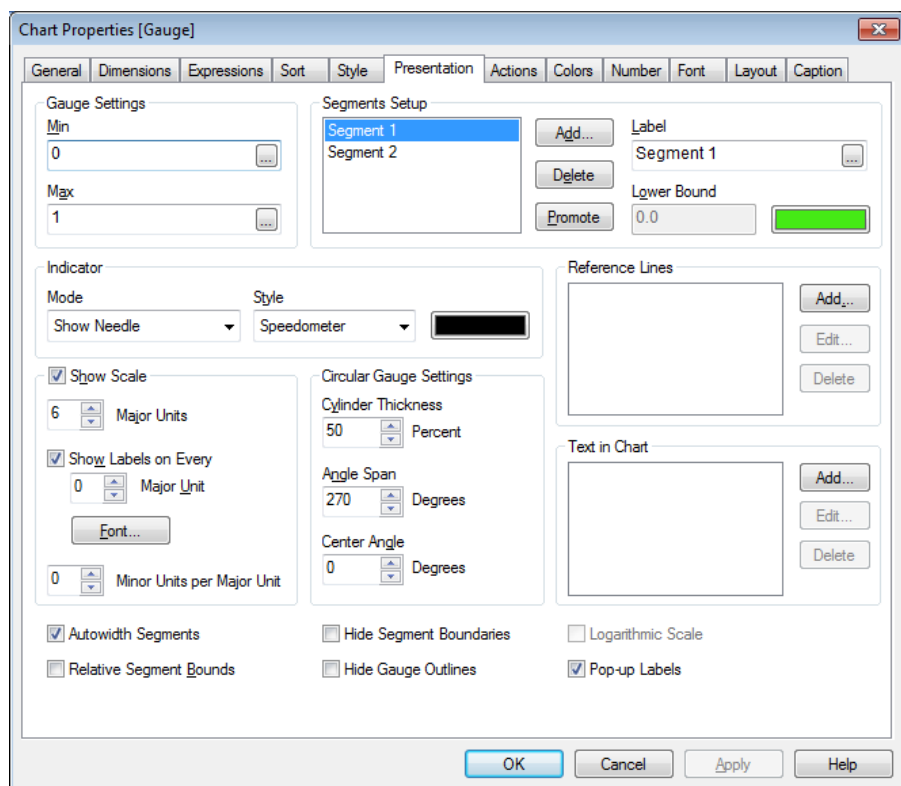 Chart Properties [Gauge]
General Dimensions Expressions Sort Style Presentation Actions Colors Number Font Layout Caption
Gauge Settings
Min
0
...
Max
1
...
Segments Setup
Segment 1
Segment 2
Add...
Delete
Promote
Label
Segment 1
...
Lower Bound
0.0
Indicator
Mode
Show Needle
Style
Speedometer
Reference Lines
Add...
Edit...
Delete
Show Scale
6 Major Units
Show Labels on Every
0 Major Unit
Font...
0 Minor Units per Major Unit
Circular Gauge Settings
Cylinder Thickness
50 Percent
Angle Span
270 Degrees
Center Angle
0 Degrees
Text in Chart
Add...
Edit...
Delete
Autowidth Segments
Hide Segment Boundaries
Logarithmic Scale
Relative Segment Bounds
Hide Gauge Outlines
Pop-up Labels
OK Cancel Apply Help